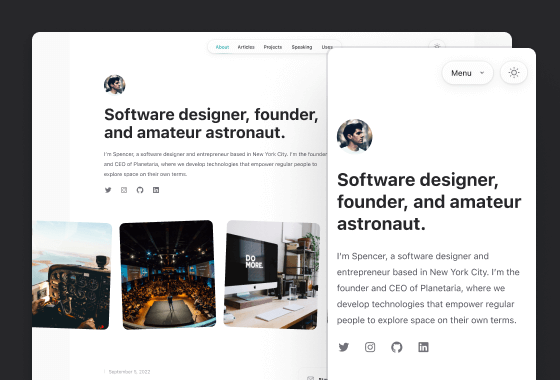 About Articles Projects Speaking Uses
Software designer, founder,
and amateur astronaut.
I'm Spencer, a software designer and entrepreneur based in New York City. I'm the founder
and CEO of Planetaria, where we develop technologies that empower regular people to
explore space on their own terms.
DO
MORE.
September 5, 2022
Menu
Software designer,
founder, and amateur
astronaut.
I'm Spencer, a software designer and
entrepreneur based in New York City. I'm the
founder and CEO of Planetaria, where we
develop technologies that empower regular
people to explore space on their own terms.